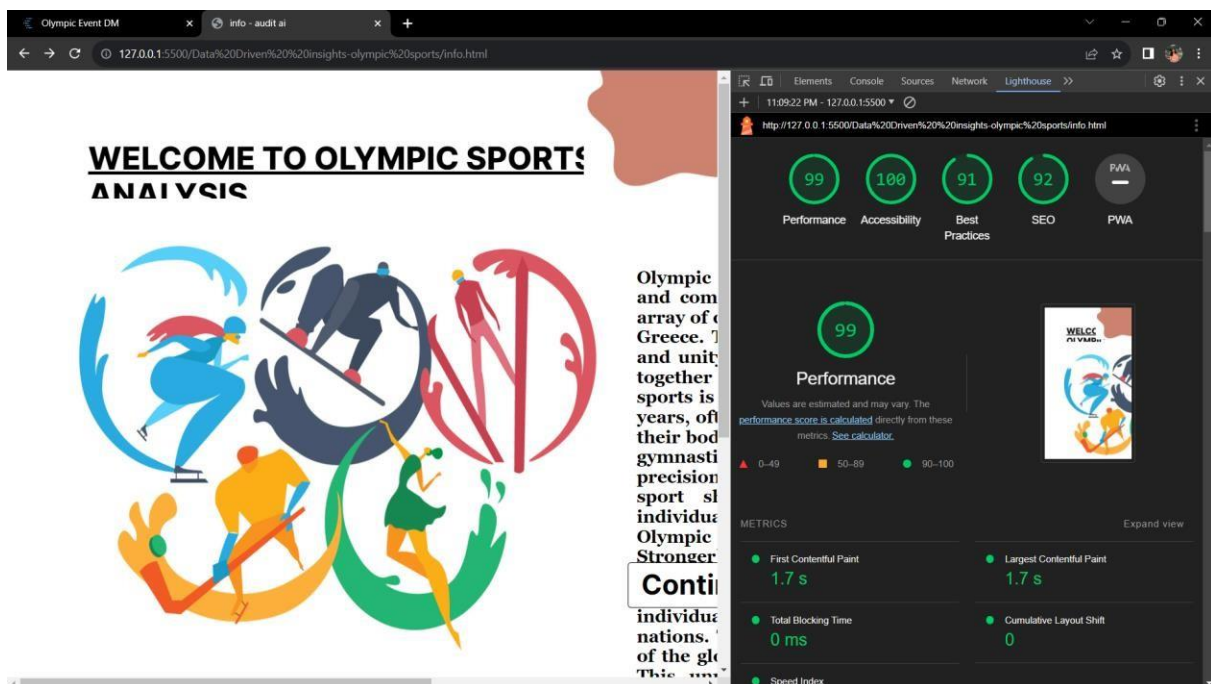 Olympic Event DM
info - audit ai
127.0.0.1:5500/Data%20Driven%20%20insights-olympic%20sports/info.html
WELCOME TO OLYMPIC SPORTS
ANALYSIS
Olympic
and com
array of
Greece.
and unity
together
sports is
years, oft
their bod
gymnasti
precision
sport sh
individua
Olympic
Stronger
Conti
individua
nations.
of the glo
This
Elements Console Sources Network Lighthouse
11:09:22 PM - 127.0.0.1:5500
http://127.0.0.1:5500/Data%20Driven%20%20insights-olympic%20sports/info.html
99 100 91 92 PWA
Performance Accessibility Best Practices SEO PWA
99
Performance
Values are estimated and may vary. The
performance score is calculated directly from these
metrics. See calculator.
0–49 50–89 90–100
WELCC
METRICS Expand view
First Contentful Paint
1.7 s
Largest Contentful Paint
1.7 s
Total Blocking Time
0 ms
Cumulative Layout Shift
0
Speed Index